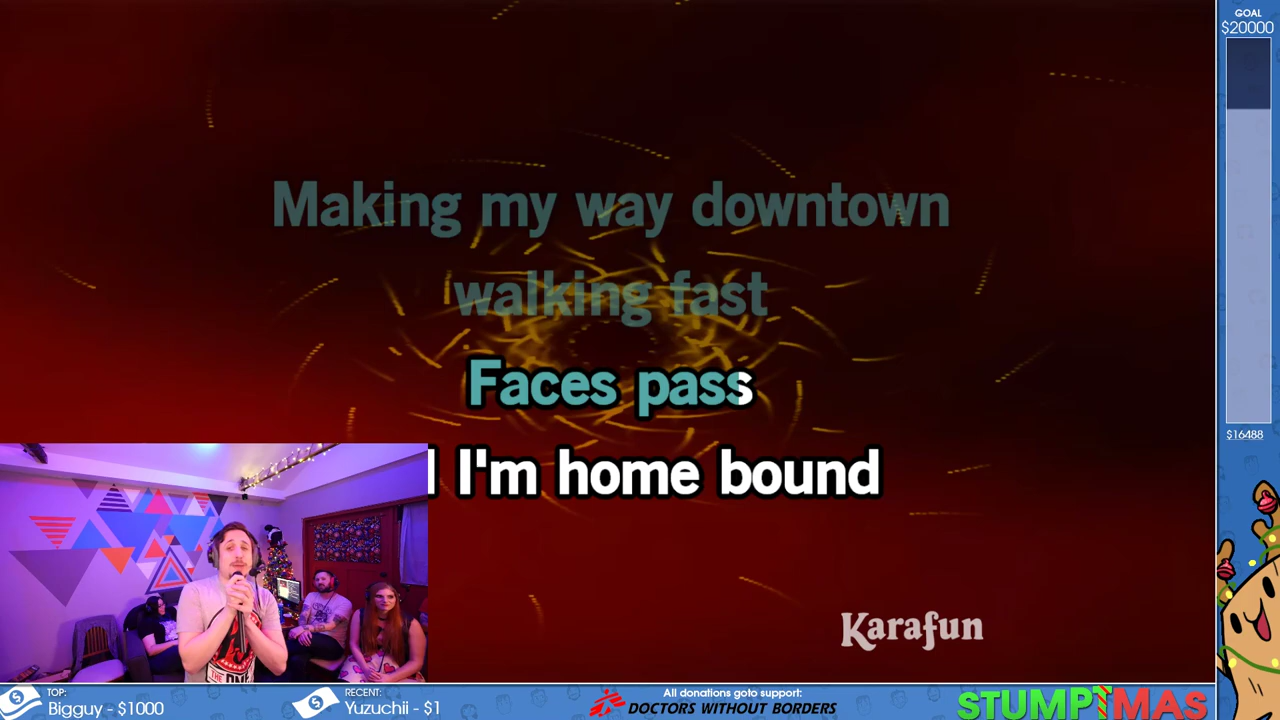 GOAL
$20000
Making my way downtown
walking fast
Faces pass
I'm home bound
$16488
Karafun
TOP:
Bigguy - $1000
RECENT:
Yuzuchii - $1
All donations goto support:
DOCTORS WITHOUT BORDERS
STUMPTMAS